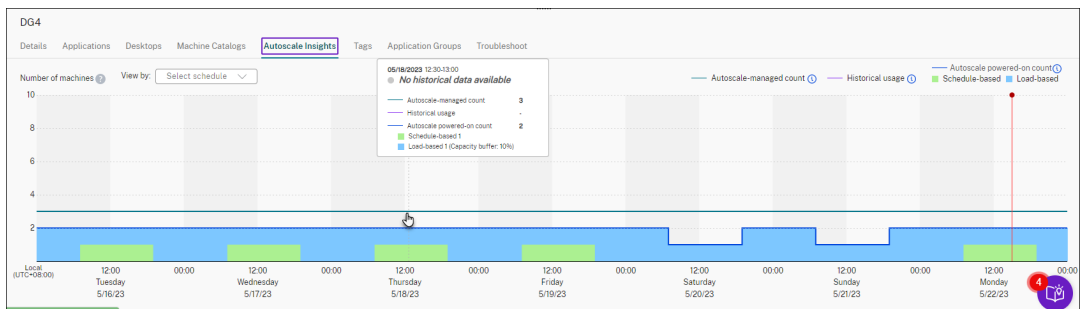 DG4
Details Applications Desktops Machine Catalogs Autoscale Insights Tags Application Groups Troubleshoot
Number of machines ? View by: Select schedule
05/18/2023 12:30-13:00
No historical data available
Autoscale-managed count 3
Historical usage -
Autoscale powered-on count 2
Schedule-based 1
Load-based 1 (Capacity buffer: 10%)
Autoscale-managed count Historical usage Autoscale powered-on count
Schedule-based Load-based
10
8
6
4
2
Local 12:00 00:00 12:00 00:00 12:00 00:00 12:00 00:00 12:00 00:00 12:00 00:00 12:00 00:00
(UTC+08:00) Tuesday Wednesday Thursday Friday Saturday Sunday Monday
5/16/23 5/17/23 5/18/23 5/19/23 5/20/23 5/21/23 5/22/23
4